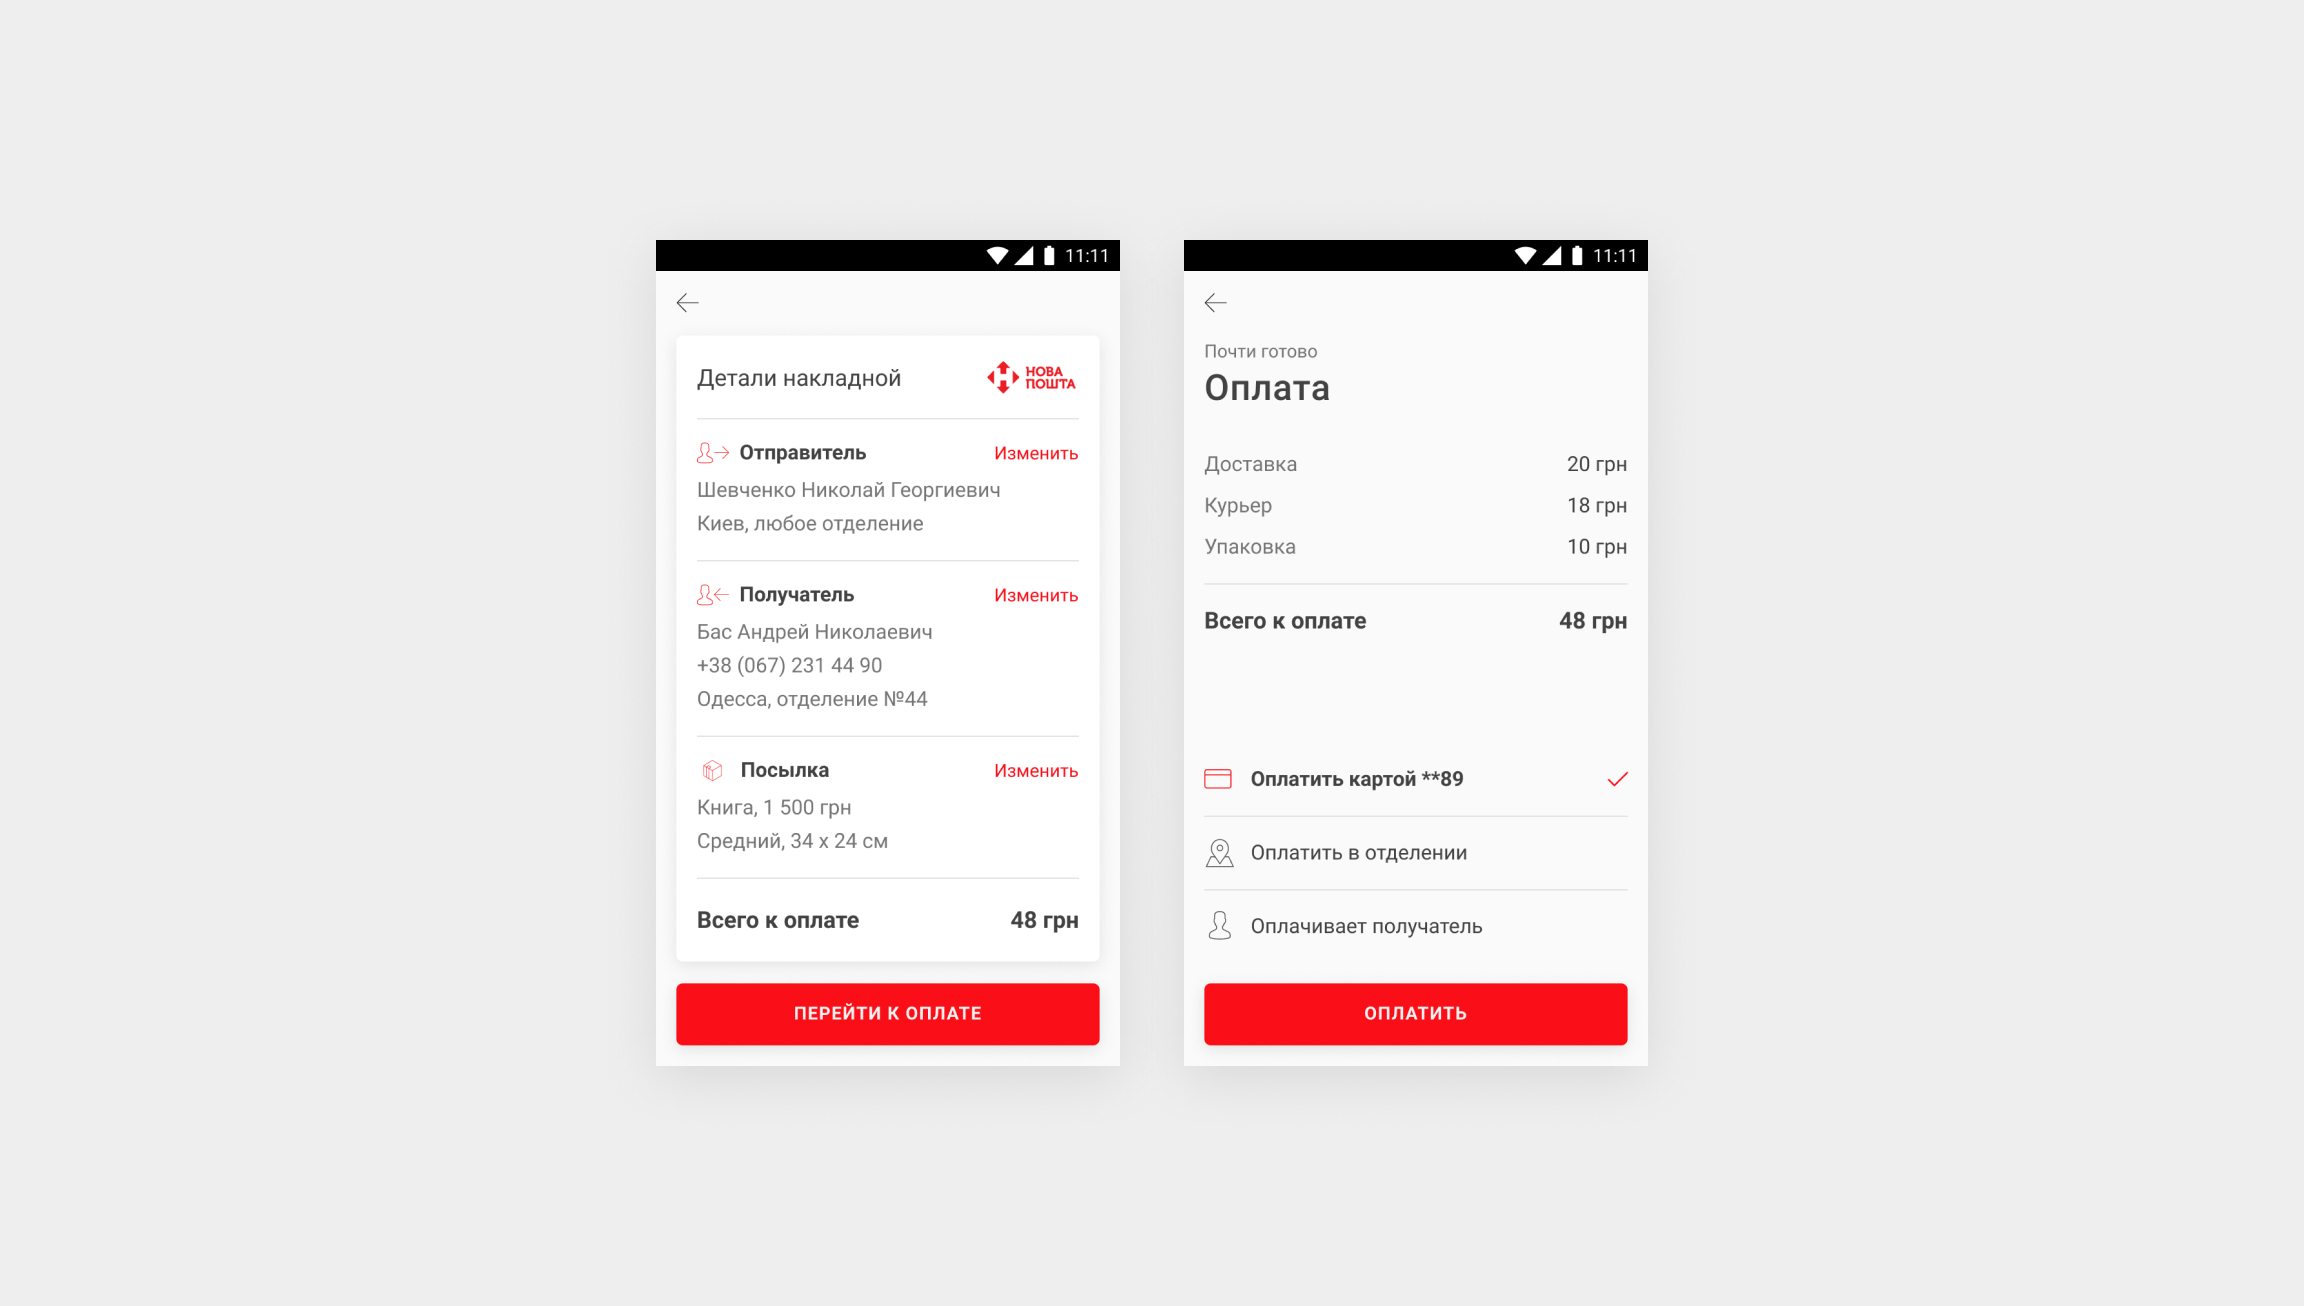 11:11
Детали накладной
НОВА
ПОШТА
Отправитель
Изменить
Шевченко Николай Георгиевич
Киев, любое отделение
Получатель
Изменить
Бас Андрей Николаевич
+38 (067) 231 44 90
Одесса, отделение №44
Посылка
Изменить
Книга, 1 500 грн
Средний, 34 x 24 см
Всего к оплате
48 грн
ПЕРЕЙТИ К ОПЛАТЕ
11:11
Почти готово
Оплата
Доставка
20 грн
Курьер
18 грн
Упаковка
10 грн
Всего к оплате
48 грн
Оплатить картой **89
Оплатить в отделении
Оплачивает получатель
ОПЛАТИТЬ